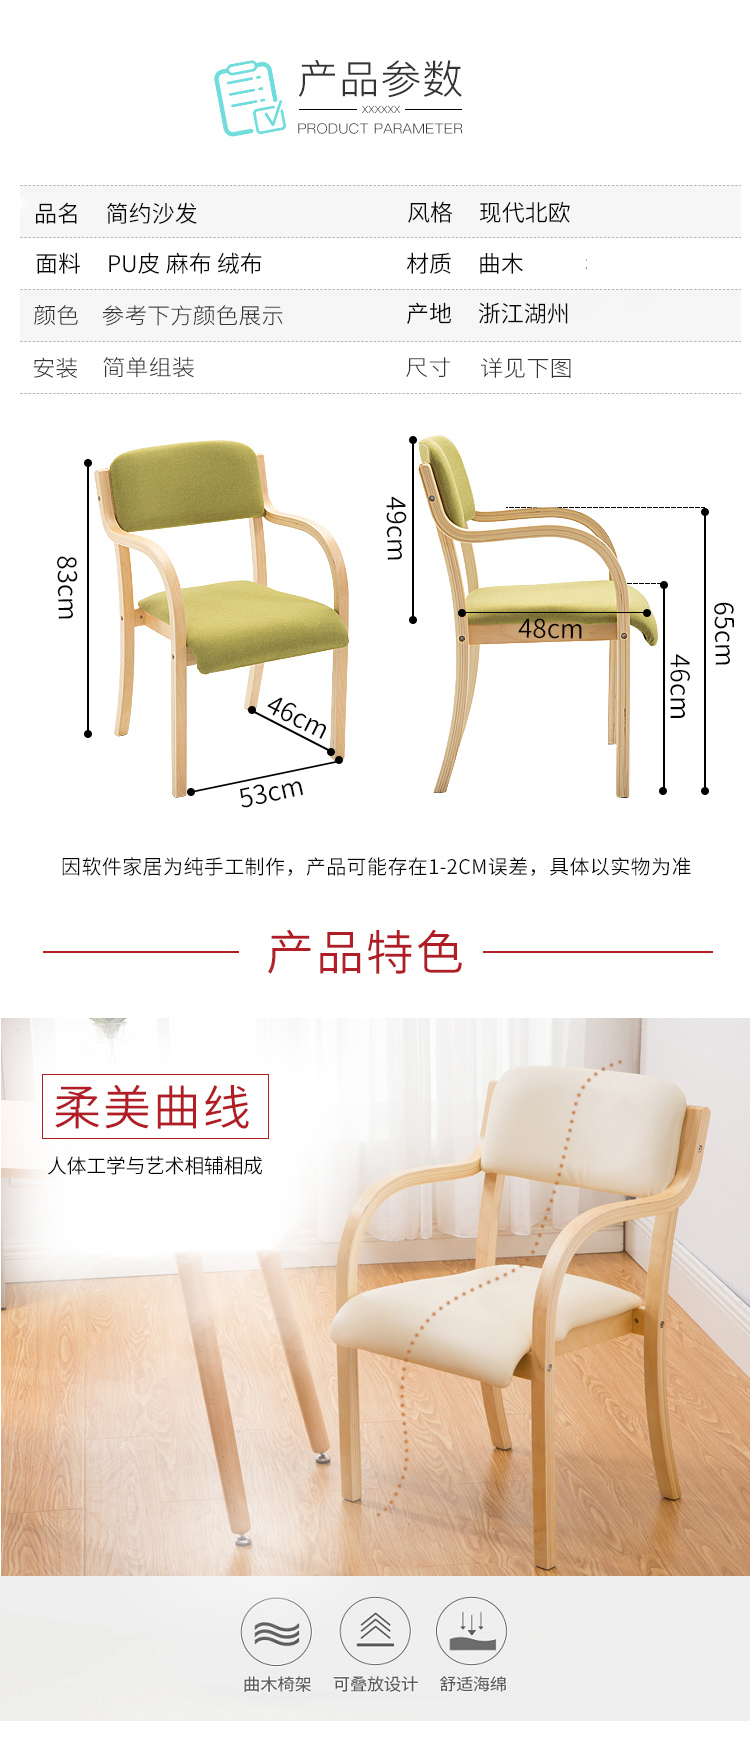 产品参数
XXXXXX
PRODUCT PARAMETER
品名 简约沙发 风格 现代北欧
面料 PU皮 麻布 绒布 材质 曲木
颜色 参考下方颜色展示 产地 浙江湖州
安装 简单组装 尺寸 详见下图
83cm
46cm
53cm
49cm
48cm
46cm
65cm
因软件家居为纯手工制作，产品可能存在1-2CM误差，具体以实物为准
产品特色
柔美曲线
人体工学与艺术相辅相成
曲木椅架 可叠放设计 舒适海绵